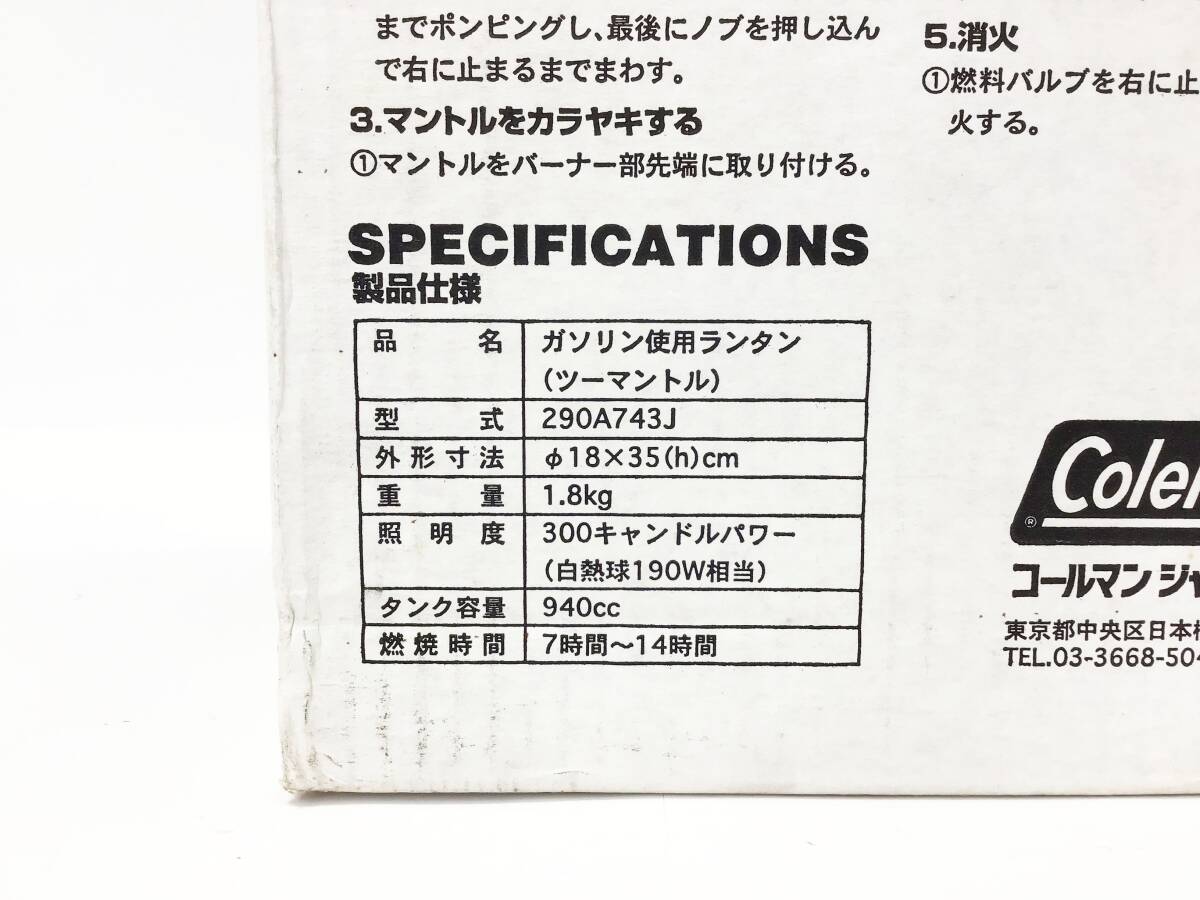 までポンピングし、最後にノブを押し込ん
で右に止まるまでまわす。
3.マントルをカラヤキする
①マントルをバーナー部先端に取り付ける。
5.消火
①燃料バルブを右に止
火する。
SPECIFICATIONS
製品仕様
品名 ガソリン使用ランタン
(ツーマントル)
型式 290A743J
外形寸法 φ18×35(h)cm
重量 1.8kg
照明度 300キャンドルパワー
(白熱球190W相当)
タンク容量 940cc
燃焼時間 7時間〜14時間
Cole
®
コールマン ジャ
東京都中央区日本橋
TEL.03-3668-504